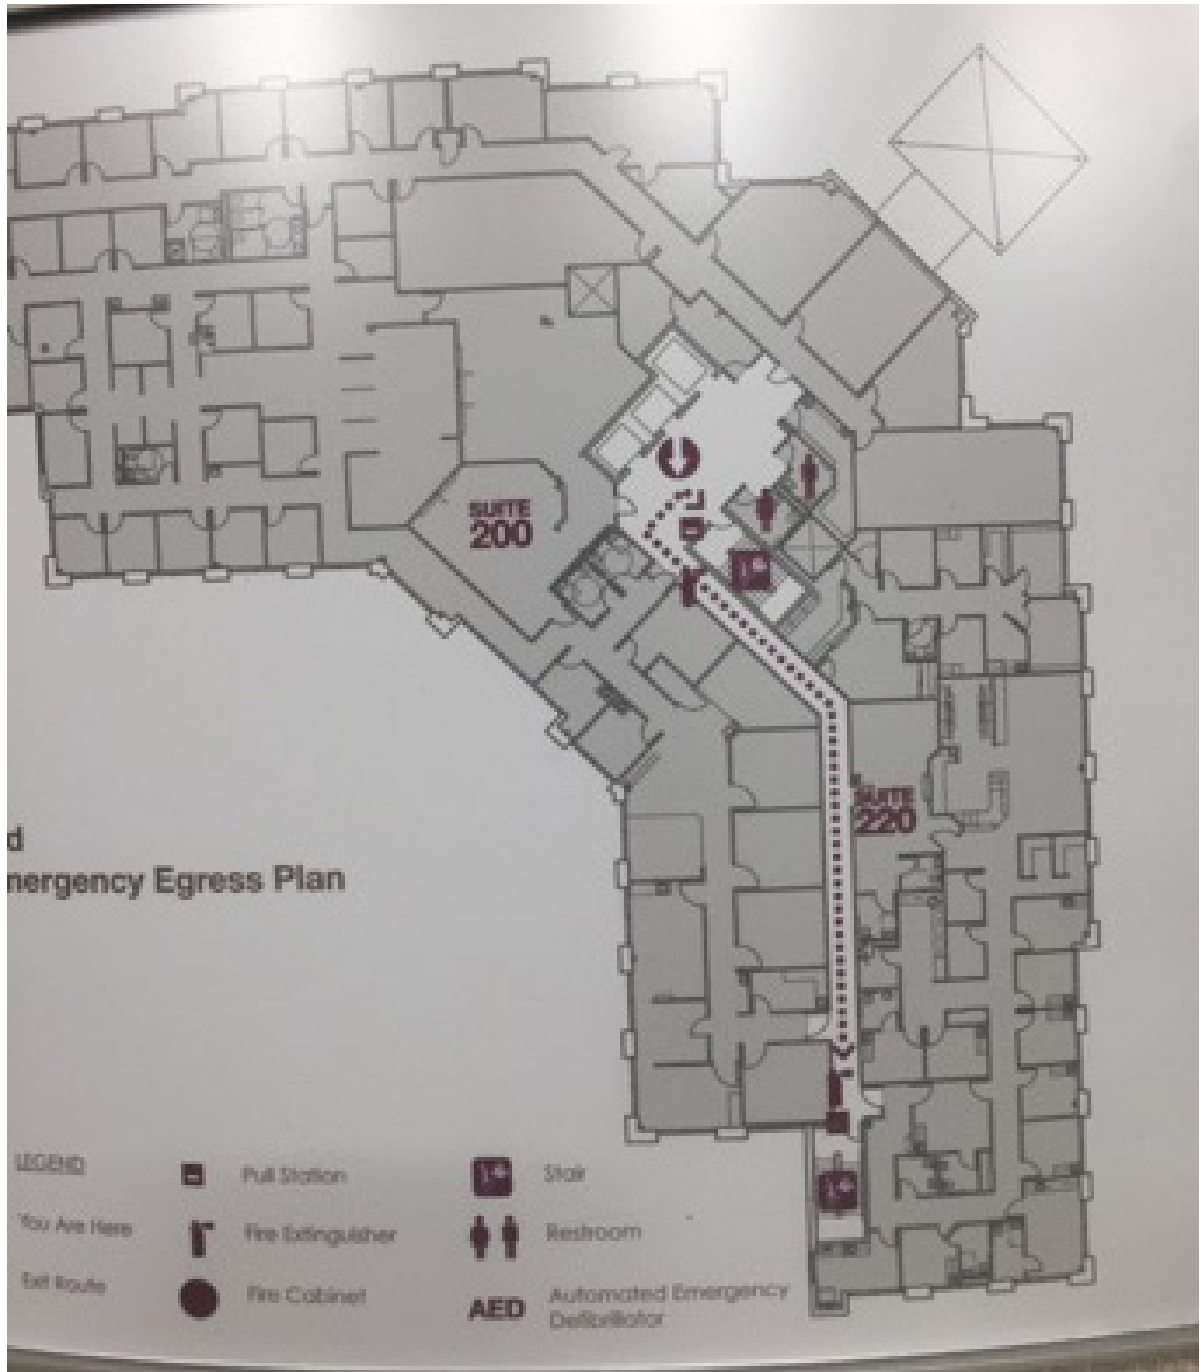 SUITE
200
SUITE
220
d
mergency Egress Plan
LEGEND
You Are Here
Exit Route
Pull Station
Fire Extinguisher
Fire Cabinet
Stair
Restroom
AED
Automated Emergency
Defibrillator